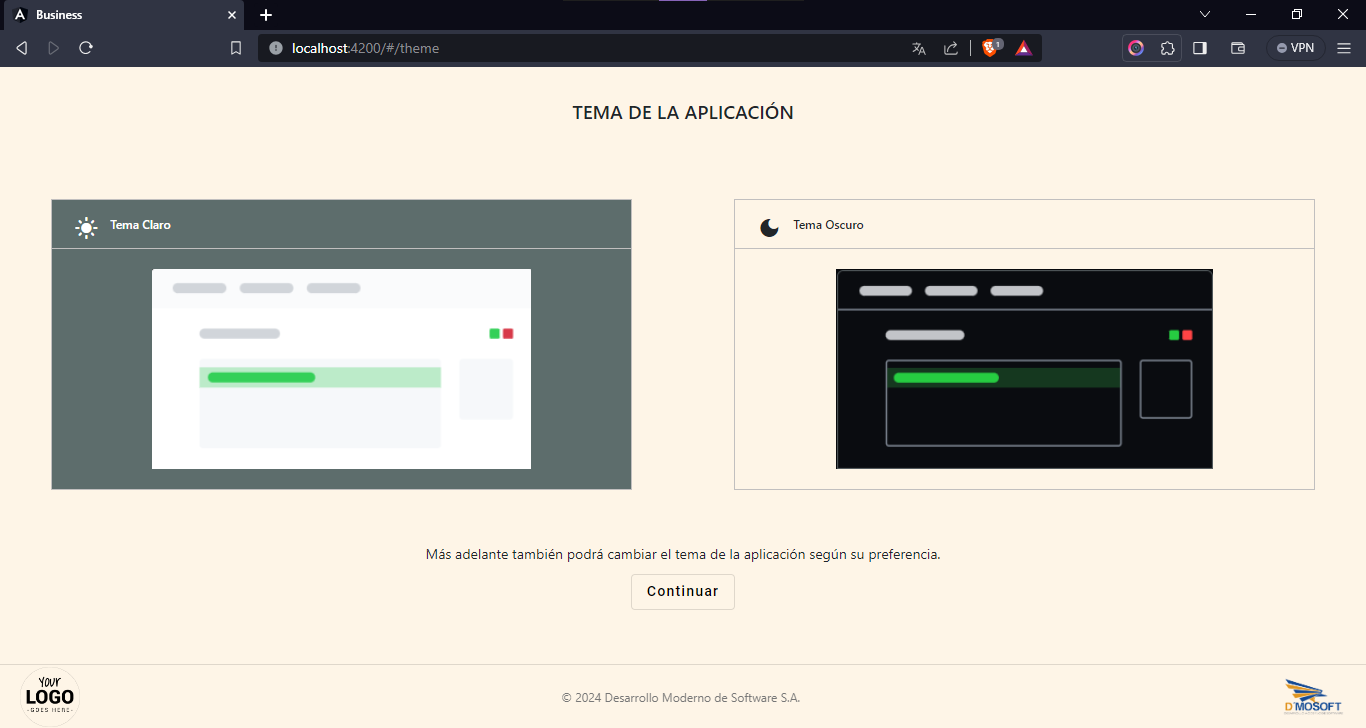 Business
localhost:4200/#/theme
1
VPN
TEMA DE LA APLICACIÓN
Tema Claro
Tema Oscuro
Más adelante también podrá cambiar el tema de la aplicación según su preferencia.
Continuar
YOUR
LOGO
-GOES HERE-
© 2024 Desarrollo Moderno de Software S.A.
D'MOSOFT